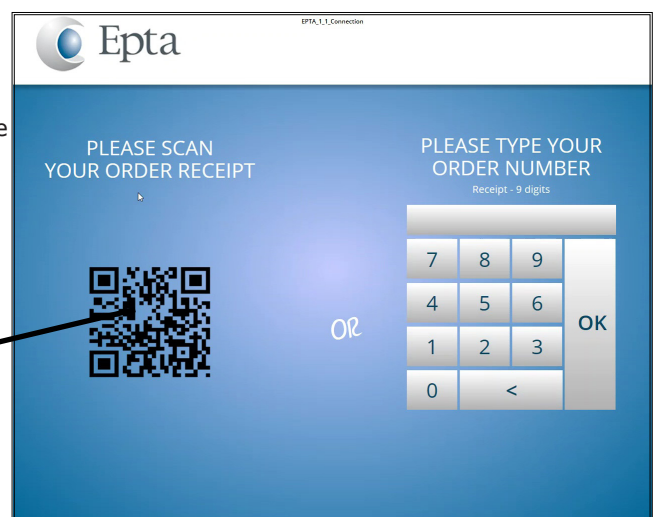 EPTA_1_1_Connection
Epta
e
PLEASE SCAN
YOUR ORDER RECEIPT
OR
PLEASE TYPE YOUR
ORDER NUMBER
Receipt - 9 digits
7 8 9
4 5 6
OK
1 2 3
0 <